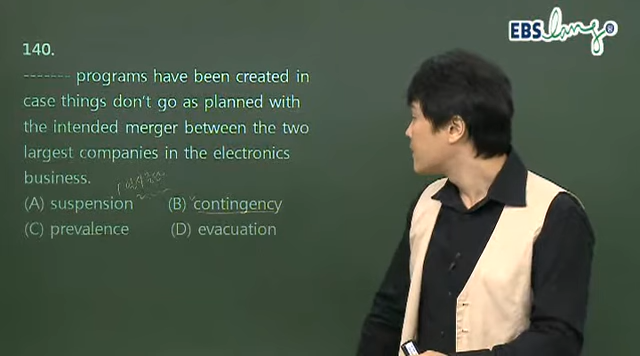 EBSlang®
140.
------- programs have been created in
case things don't go as planned with
the intended merger between the two
largest companies in the electronics
business.
(A) suspension (B) contingency
(C) prevalence (D) evacuation